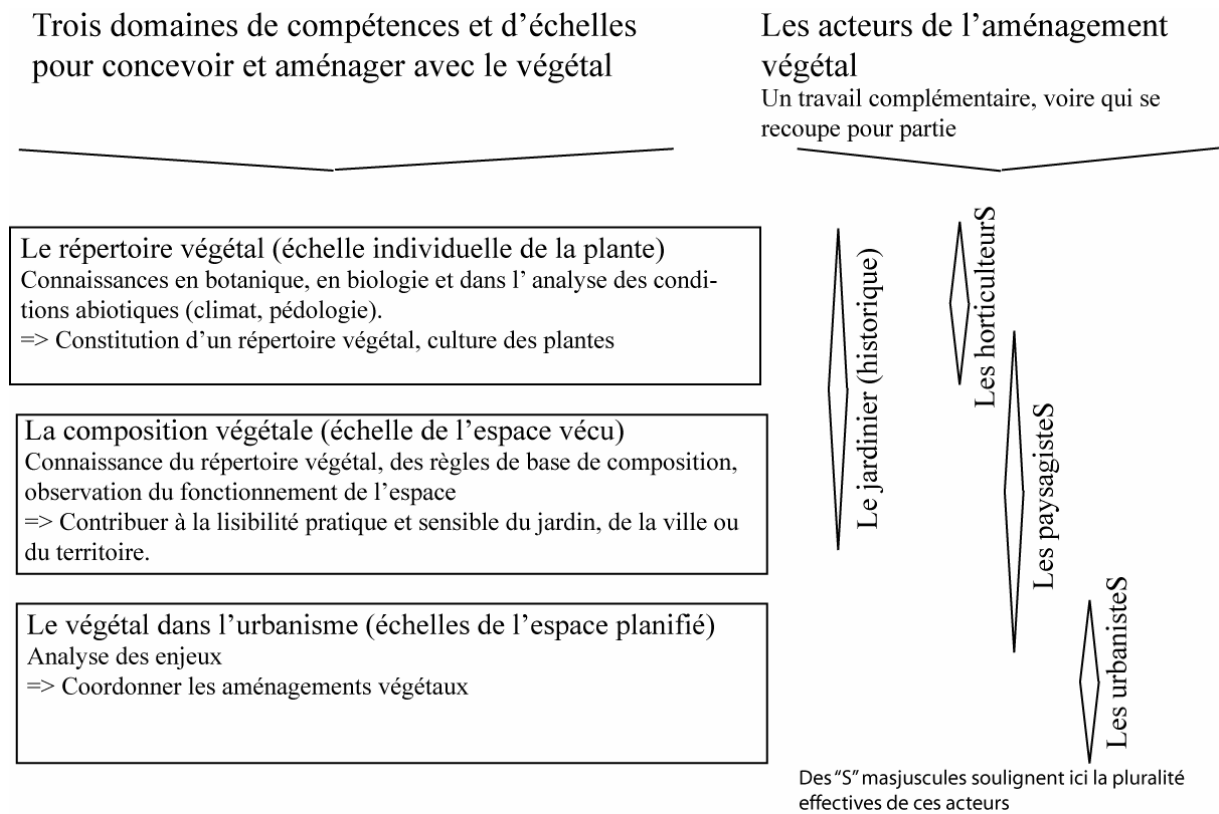 Trois domaines de compétences et d’échelles
pour concevoir et aménager avec le végétal
Les acteurs de l’aménagement
végétal
Un travail complémentaire, voire qui se
recoupe pour partie
Le répertoire végétal (échelle individuelle de la plante)
Connaissances en botanique, en biologie et dans l’ analyse des condi-
tions abiotiques (climat, pédologie).
=> Constitution d’un répertoire végétal, culture des plantes
La composition végétale (échelle de l’espace vécu)
Connaissance du répertoire végétal, des règles de base de composition,
observation du fonctionnement de l’espace
=> Contribuer à la lisibilité pratique et sensible du jardin, de la ville ou
du territoire.
Le végétal dans l’urbanisme (échelles de l’espace planifié)
Analyse des enjeux
=> Coordonner les aménagements végétaux
Le jardinier (historique)
Les horticulteurS
Les paysagisteS
Les urbanisteS
Des “S” masjuscules soulignent ici la pluralité
effectives de ces acteurs